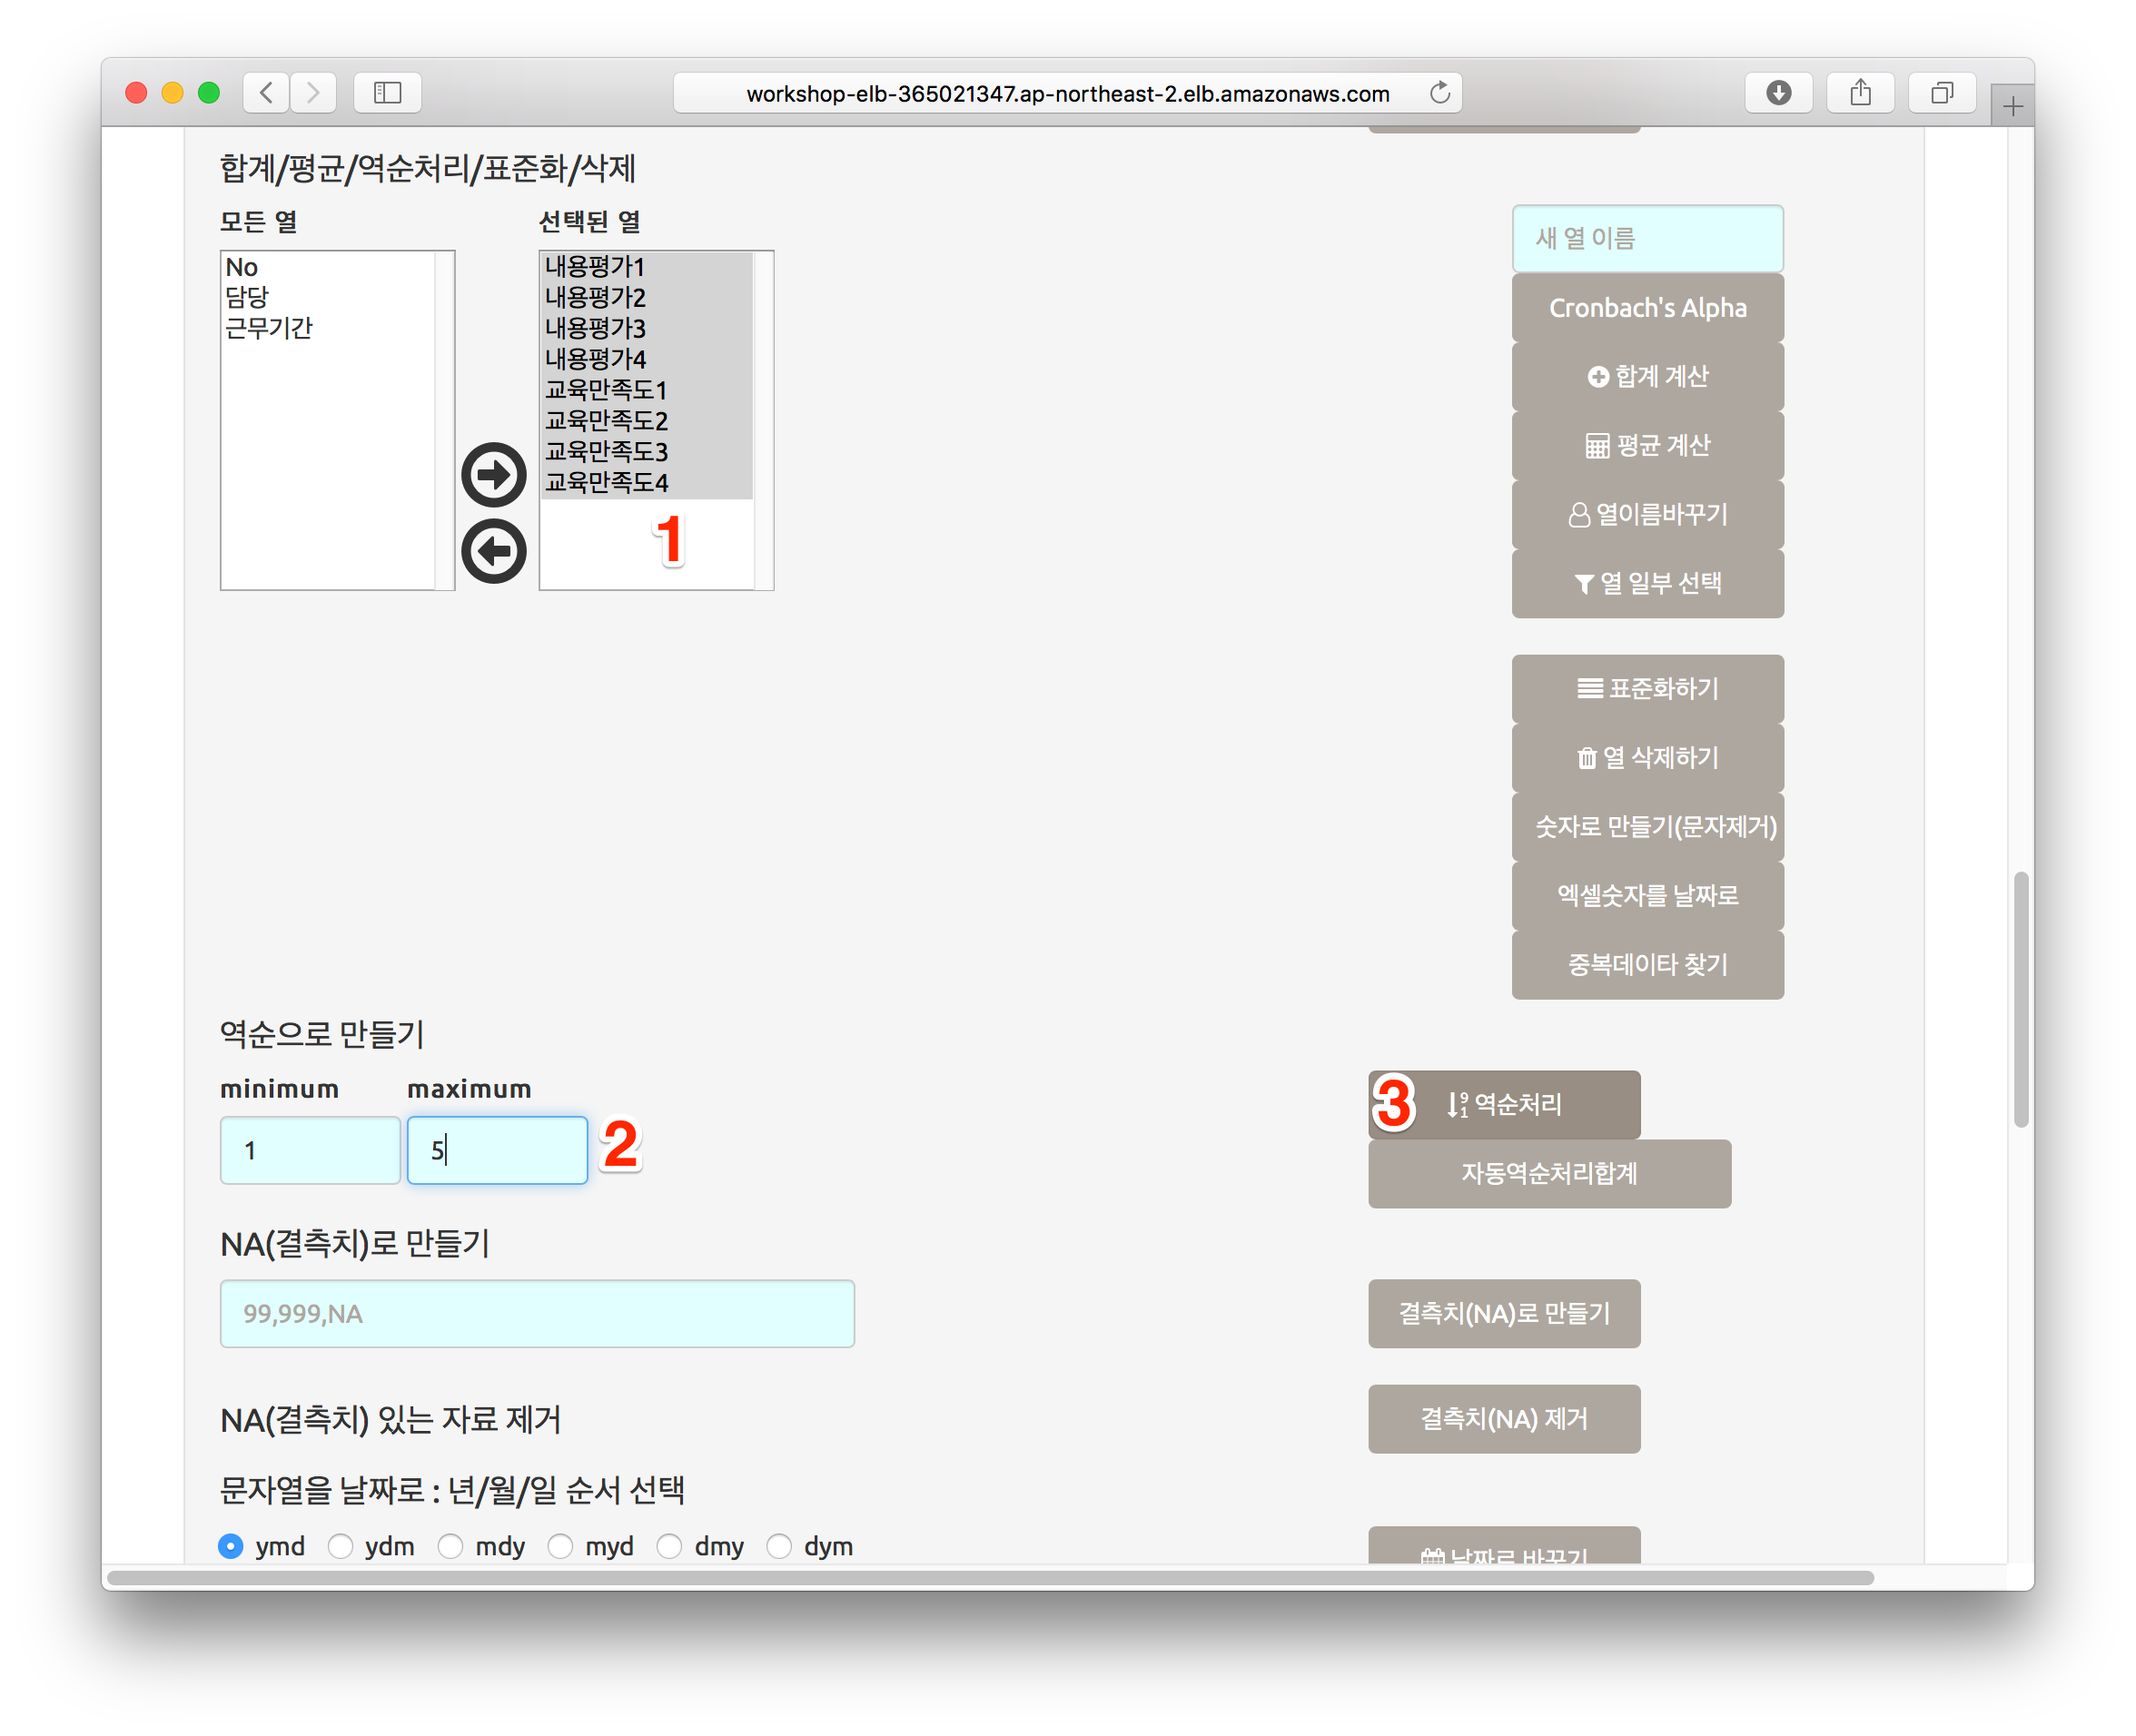 workshop-elb-365021347.ap-northeast-2.elb.amazonaws.com
합계/평균/역순처리/표준화/삭제
모든 열
선택된 열
No
담당
근무기간
내용평가1
내용평가2
내용평가3
내용평가4
교육만족도1
교육만족도2
교육만족도3
교육만족도4
1
새 열 이름
Cronbach's Alpha
합계 계산
평균 계산
열이름바꾸기
열 일부 선택
표준화하기
열 삭제하기
숫자로 만들기(문자제거)
엑셀숫자를 날짜로
중복데이타 찾기
역순으로 만들기
minimum
maximum
1
5
2
3
역순처리
자동역순처리합계
NA(결측치)로 만들기
99,999,NA
결측치(NA)로 만들기
NA(결측치) 있는 자료 제거
결측치(NA) 제거
문자열을 날짜로 : 년/월/일 순서 선택
ymd ydm mdy myd dmy dym
날짜로 바꾸기